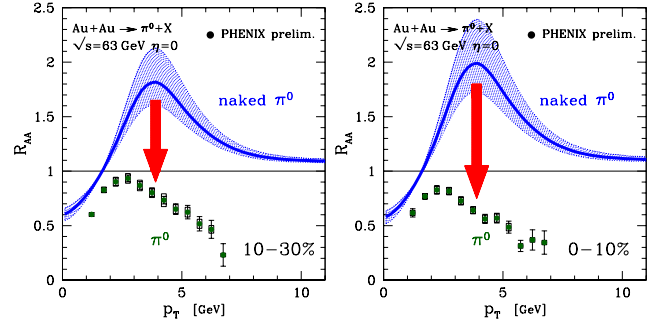 Au+Au → π⁰+X
√s=63 GeV η=0
● PHENIX prelim.
naked π⁰
π⁰
10−30%
R_AA
2.5
2
1.5
1
0.5
0
0
5
10
p_T [GeV]
Au+Au → π⁰+X
√s=63 GeV η=0
● PHENIX prelim.
naked π⁰
π⁰
0−10%
R_AA
2.5
2
1.5
1
0.5
0
0
5
10
p_T [GeV]